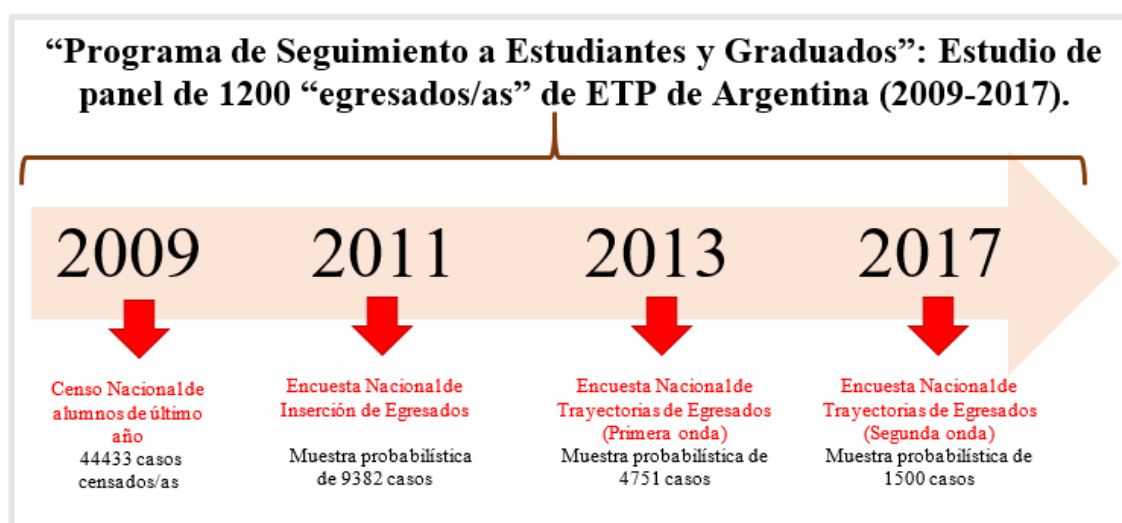 “Programa de Seguimiento a Estudiantes y Graduados”: Estudio de
panel de 1200 “egresados/as” de ETP de Argentina (2009-2017).
2009
2011
2013
2017
Censo Nacional de
alumnos de último
año
44433 casos
censados/as
Encuesta Nacional de
Inserción de Egresados
Muestra probabilística
de 9382 casos
Encuesta Nacional de
Trayectorias de Egresados
(Primera onda)
Muestra probabilística de
4751 casos
Encuesta Nacional de
Trayectorias de Egresados
(Segunda onda)
Muestra probabilística de
1500 casos